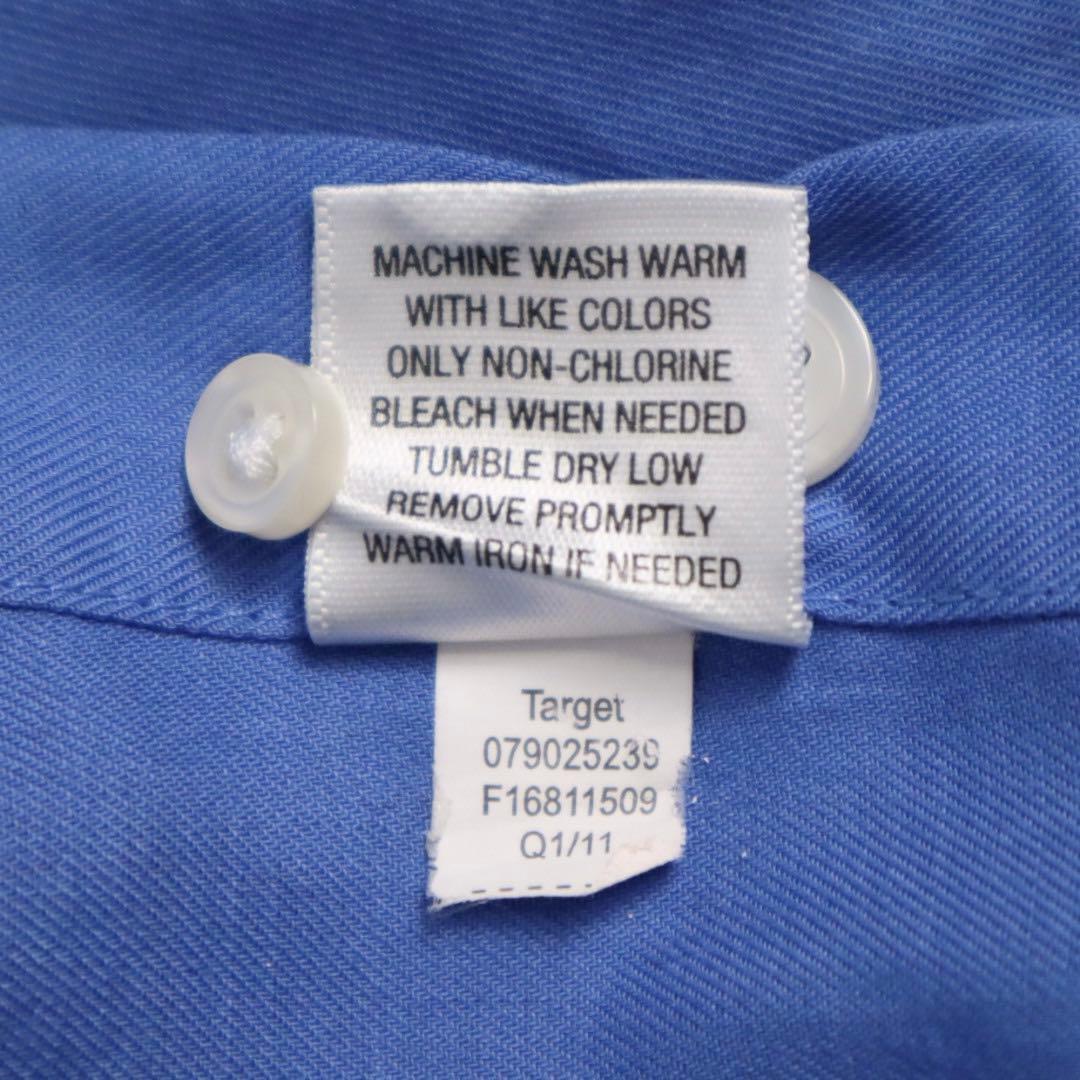 MACHINE WASH WARM
WITH LIKE COLORS
ONLY NON-CHLORINE
BLEACH WHEN NEEDED
TUMBLE DRY LOW
REMOVE PROMPTLY
WARM IRON IF NEEDED
Target
079025239
F16811509
Q1/11